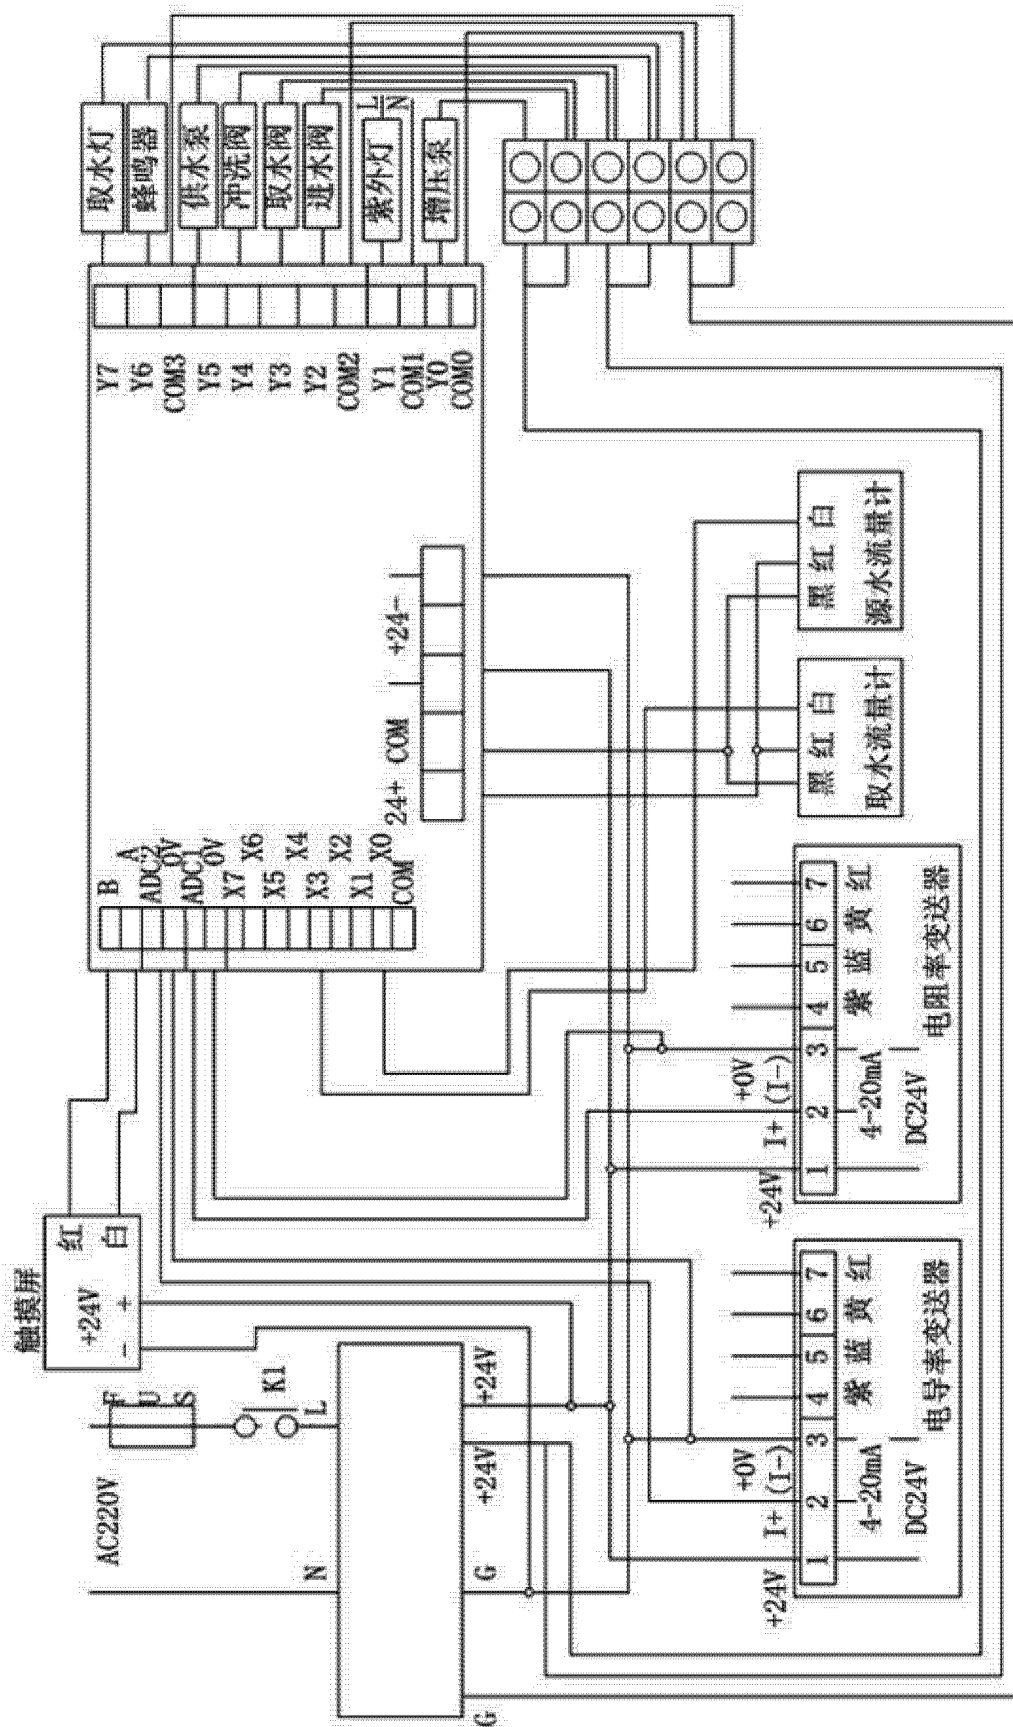 取水灯
蜂鸣器
供水泵
冲洗阀
取水阀
进水阀
紫外灯
L
N
增压泵
Y7
Y6
COM3
Y5
Y4
Y3
Y2
COM2
Y1
COM1
Y0
COM0
24+ COM +24-
B
A
ADC2
0V
ADC1
0V
X7
X6
X5
X4
X3
X2
X1
X0
COM
黑 红 白
源水流量计
黑 红 白
取水流量计
+24V I+ (I-) +0V
1 2 3 4 5 6 7
紫 蓝 黄 红
4-20mA
DC24V
电阻率变送器
+24V I+ (I-) +0V
1 2 3 4 5 6 7
紫 蓝 黄 红
4-20mA
DC24V
电导率变送器
触摸屏
红
白
+24V
- +
AC220V
F U S
K1
N
L
G
G
+24V
+24V